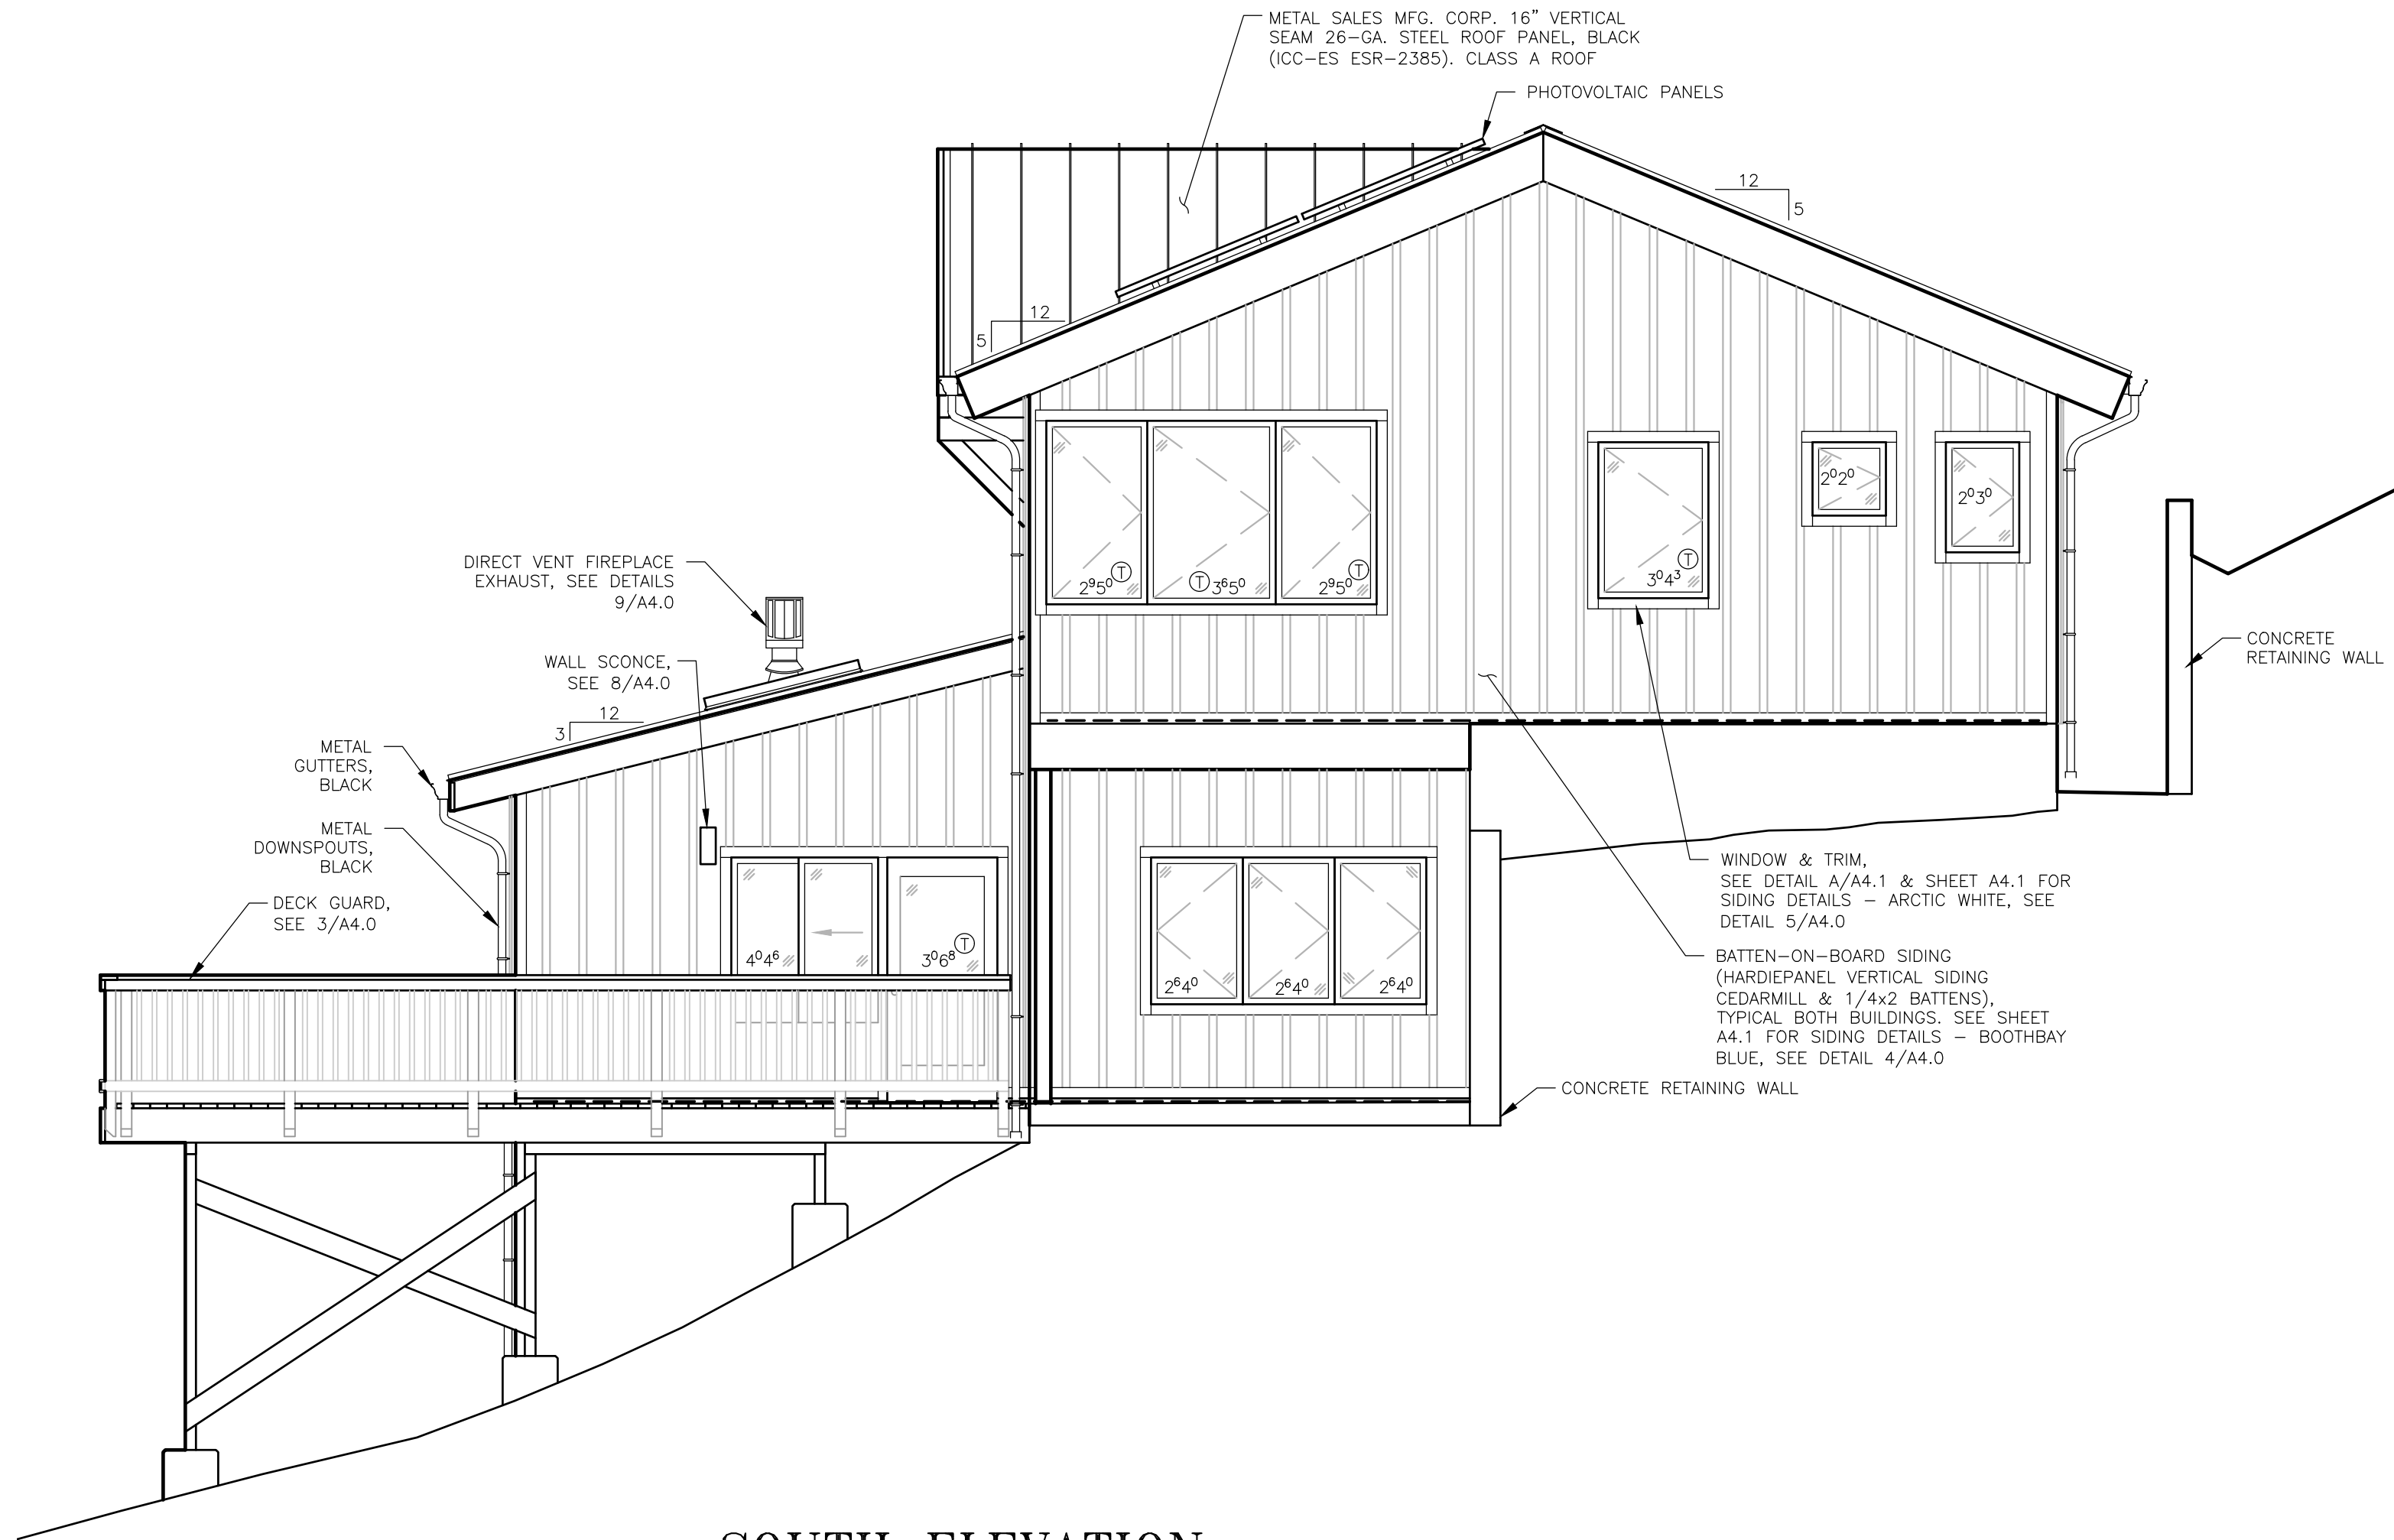 METAL SALES MFG. CORP. 16” VERTICAL
SEAM 26-GA. STEEL ROOF PANEL, BLACK
(ICC-ES ESR-2385). CLASS A ROOF
PHOTOVOLTAIC PANELS
12
5
12
5
2⁰2⁰
2⁰3⁰
2⁹5⁰ T
T 3⁶5⁰
2⁹5⁰ T
3⁰4³ T
DIRECT VENT FIREPLACE
EXHAUST, SEE DETAILS
9/A4.0
WALL SCONCE,
SEE 8/A4.0
CONCRETE
RETAINING WALL
12
3
METAL
GUTTERS,
BLACK
METAL
DOWNSPOUTS,
BLACK
DECK GUARD,
SEE 3/A4.0
4⁰4⁶
3⁰6⁸ T
2⁶4⁰
2⁶4⁰
2⁶4⁰
WINDOW & TRIM,
SEE DETAIL A/A4.1 & SHEET A4.1 FOR
SIDING DETAILS - ARCTIC WHITE, SEE
DETAIL 5/A4.0
BATTEN-ON-BOARD SIDING
(HARDIEPANEL VERTICAL SIDING
CEDARMILL & 1/4x2 BATTENS),
TYPICAL BOTH BUILDINGS. SEE SHEET
A4.1 FOR SIDING DETAILS - BOOTHBAY
BLUE, SEE DETAIL 4/A4.0
CONCRETE RETAINING WALL
SOUTH ELEVATION